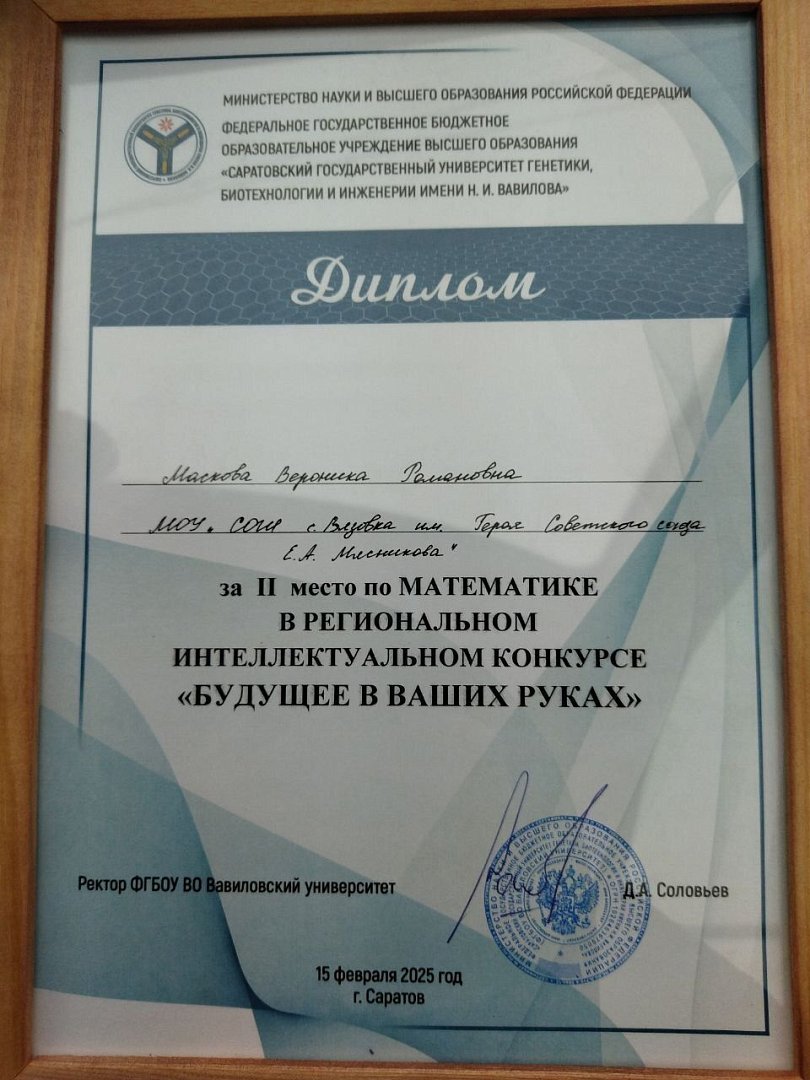 МИНИСТЕРСТВО НАУКИ И ВЫСШЕГО ОБРАЗОВАНИЯ РОССИЙСКОЙ ФЕДЕРАЦИИ
ФЕДЕРАЛЬНОЕ ГОСУДАРСТВЕННОЕ БЮДЖЕТНОЕ
ОБРАЗОВАТЕЛЬНОЕ УЧРЕЖДЕНИЕ ВЫСШЕГО ОБРАЗОВАНИЯ
«САРАТОВСКИЙ ГОСУДАРСТВЕННЫЙ УНИВЕРСИТЕТ ГЕНЕТИКИ,
БИОТЕХНОЛОГИИ И ИНЖЕНЕРИИ ИМЕНИ Н. И. ВАВИЛОВА»
Диплом
Маскова Вероника Романовна
МОУ „СОШ с. Вязовка им. Героя Советского союза
Е.А. Мясникова"
за II место по МАТЕМАТИКЕ
В РЕГИОНАЛЬНОМ
ИНТЕЛЛЕКТУАЛЬНОМ КОНКУРСЕ
«БУДУЩЕЕ В ВАШИХ РУКАХ»
Ректор ФГБОУ ВО Вавиловский университет
Д.А. Соловьев
15 февраля 2025 год
г. Саратов